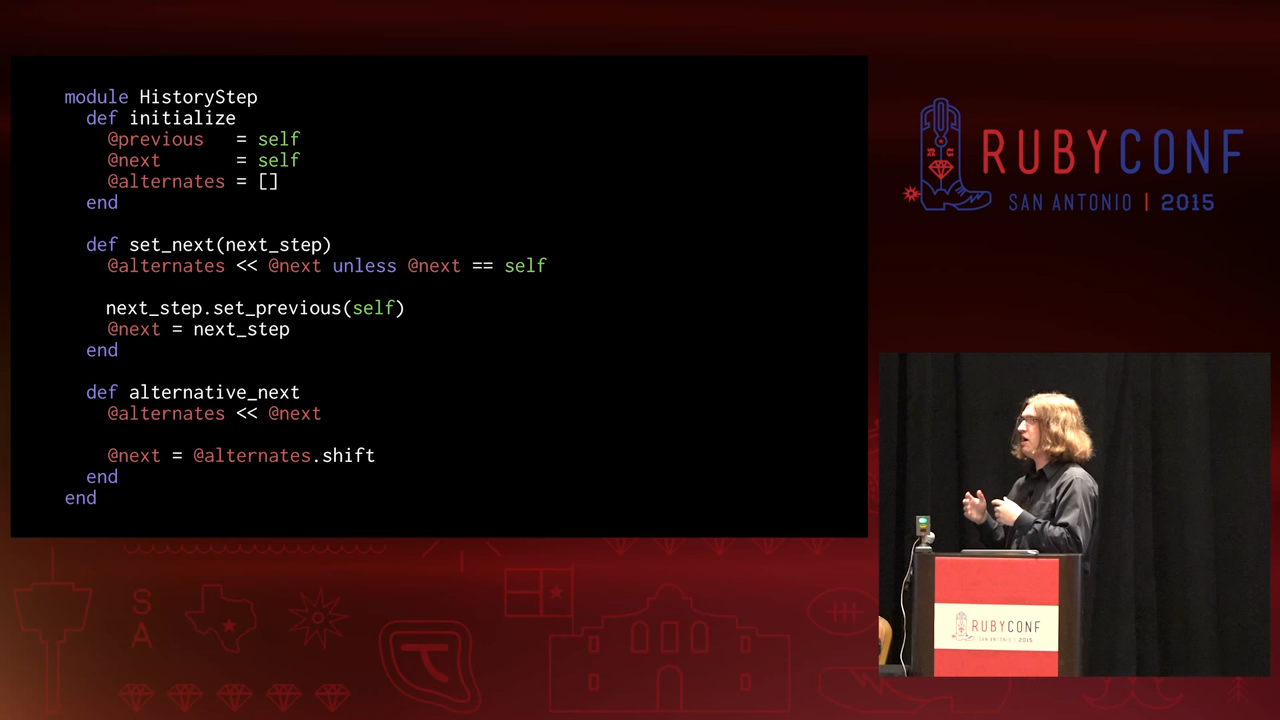 module HistoryStep
def initialize
@previous = self
@next = self
@alternates = []
end
def set_next(next_step)
@alternates << @next unless @next == self
next_step.set_previous(self)
@next = next_step
end
def alternative_next
@alternates << @next
@next = @alternates.shift
end
end
RUBYCONF
SAN ANTONIO | 2015
RUBYCONF
SAN ANTONIO | 2015
S
A